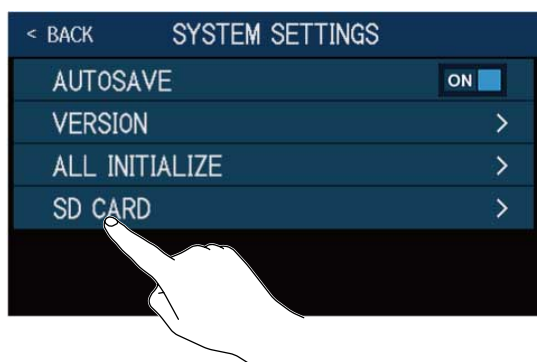 < BACK SYSTEM SETTINGS
AUTOSAVE ON
VERSION >
ALL INITIALIZE >
SD CARD >